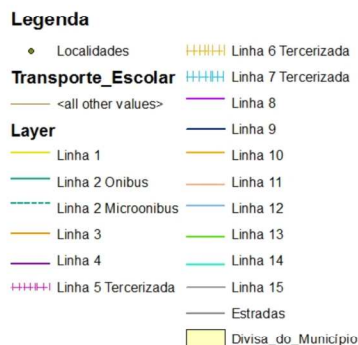 Legenda
Localidades
Transporte_Escolar
<all other values>
Layer
Linha 1
Linha 2 Onibus
Linha 2 Microonibus
Linha 3
Linha 4
Linha 5 Tercerizada
Linha 6 Tercerizada
Linha 7 Tercerizada
Linha 8
Linha 9
Linha 10
Linha 11
Linha 12
Linha 13
Linha 14
Linha 15
Estradas
Divisa_do_Município